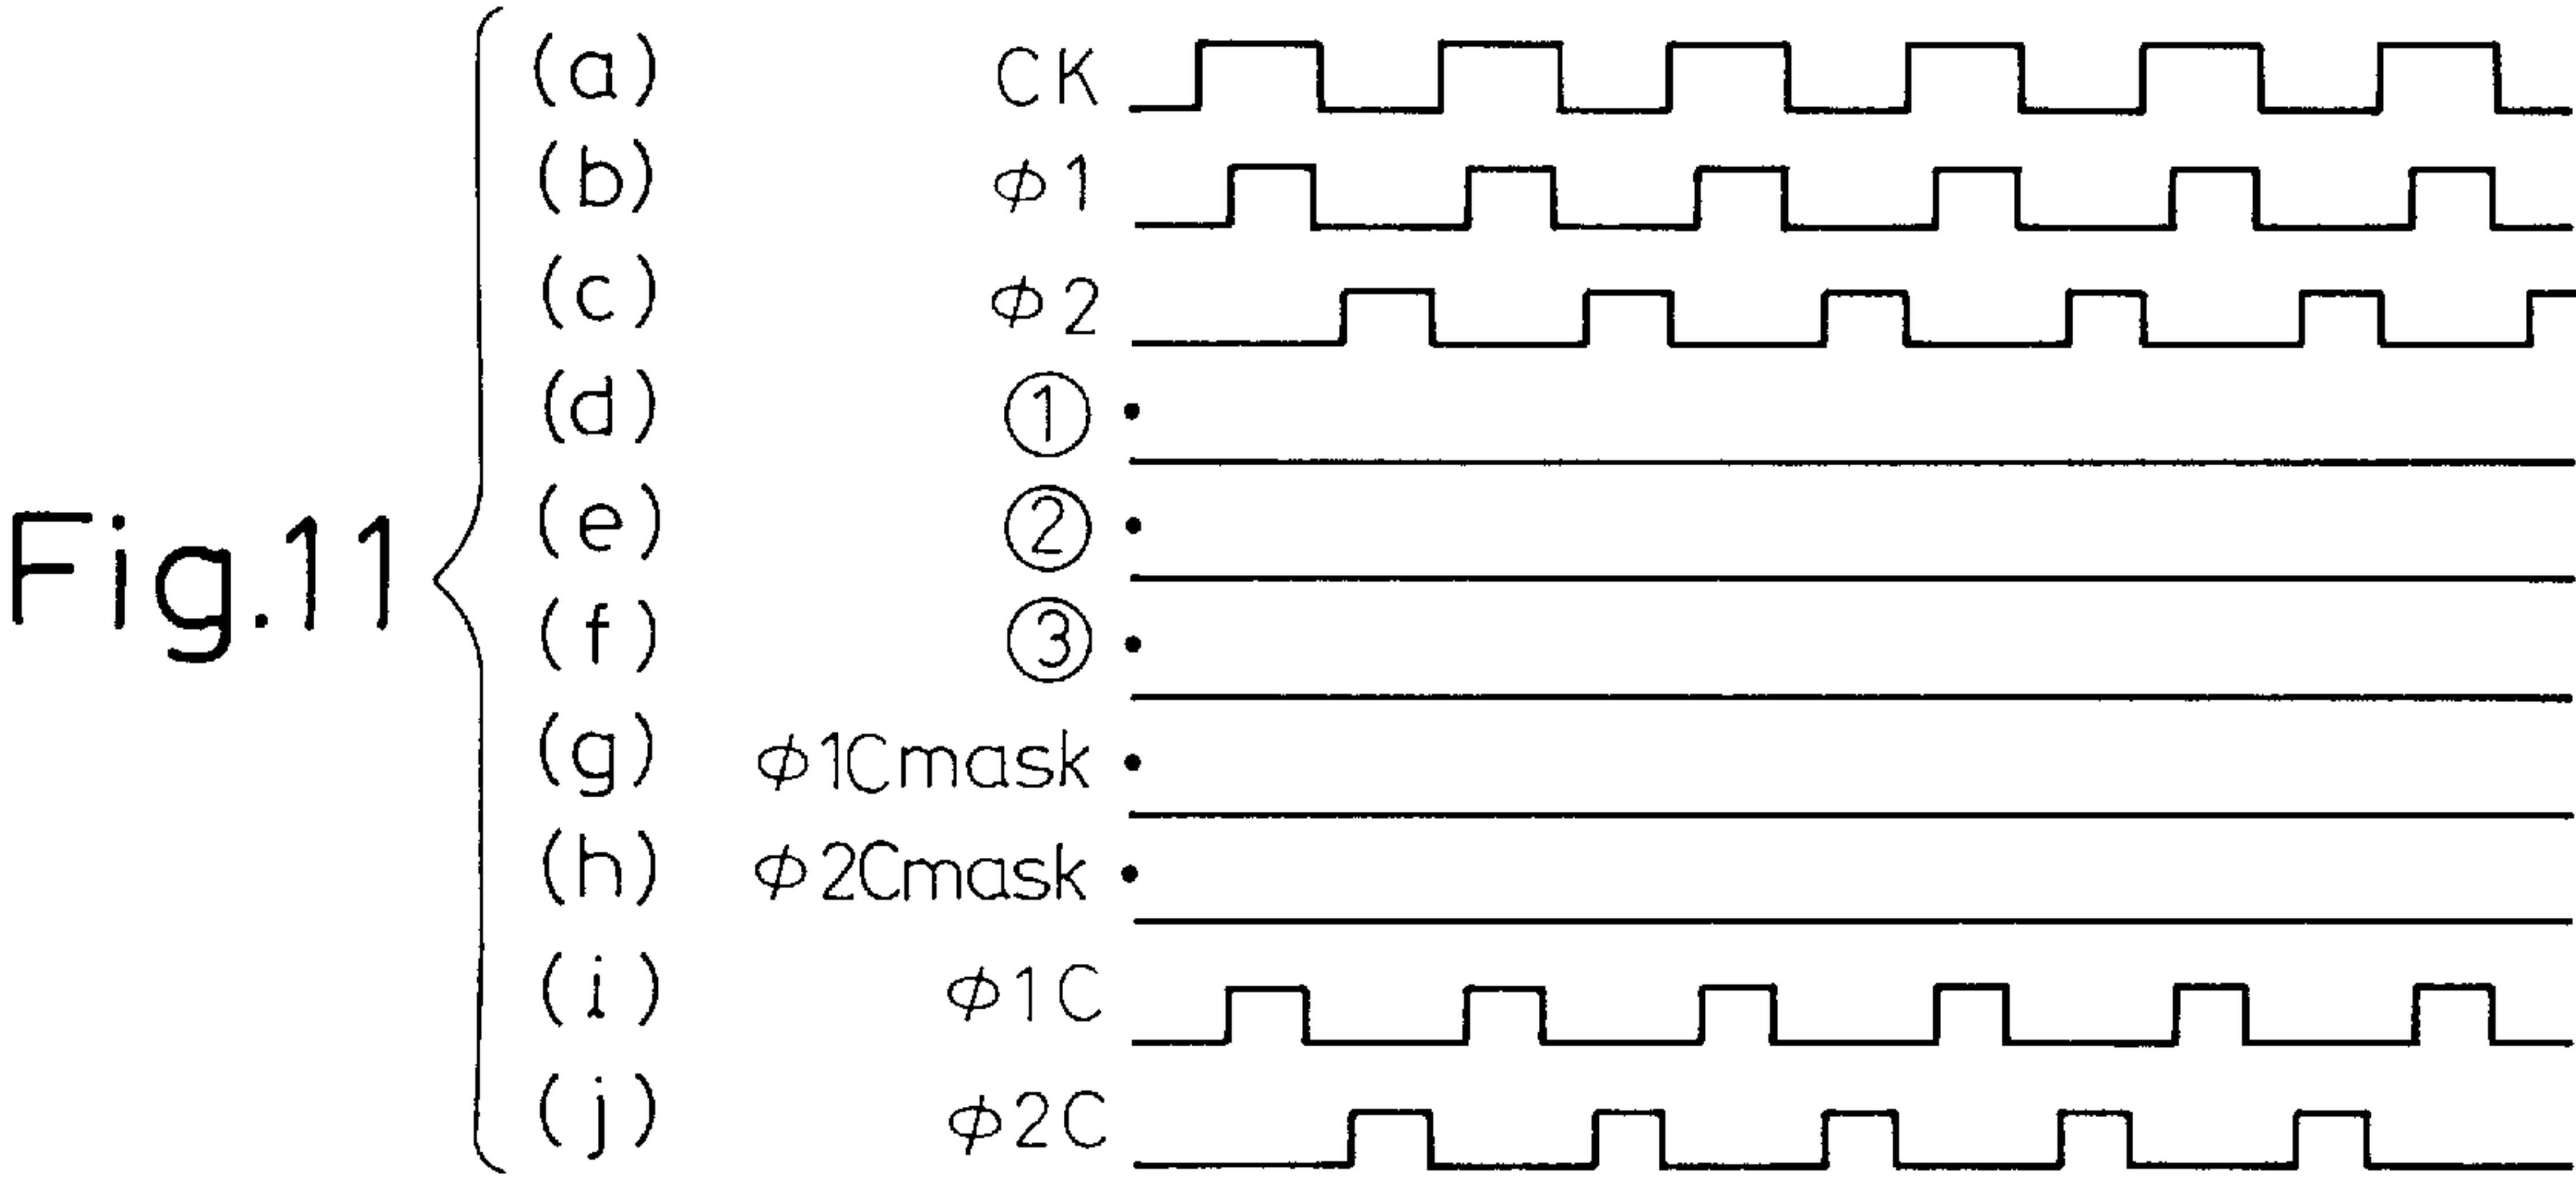 Fig.11
(a) CK
(b) ϕ1
(c) ϕ2
(d) ①
(e) ②
(f) ③
(g) ϕ1Cmask
(h) ϕ2Cmask
(i) ϕ1C
(j) ϕ2C